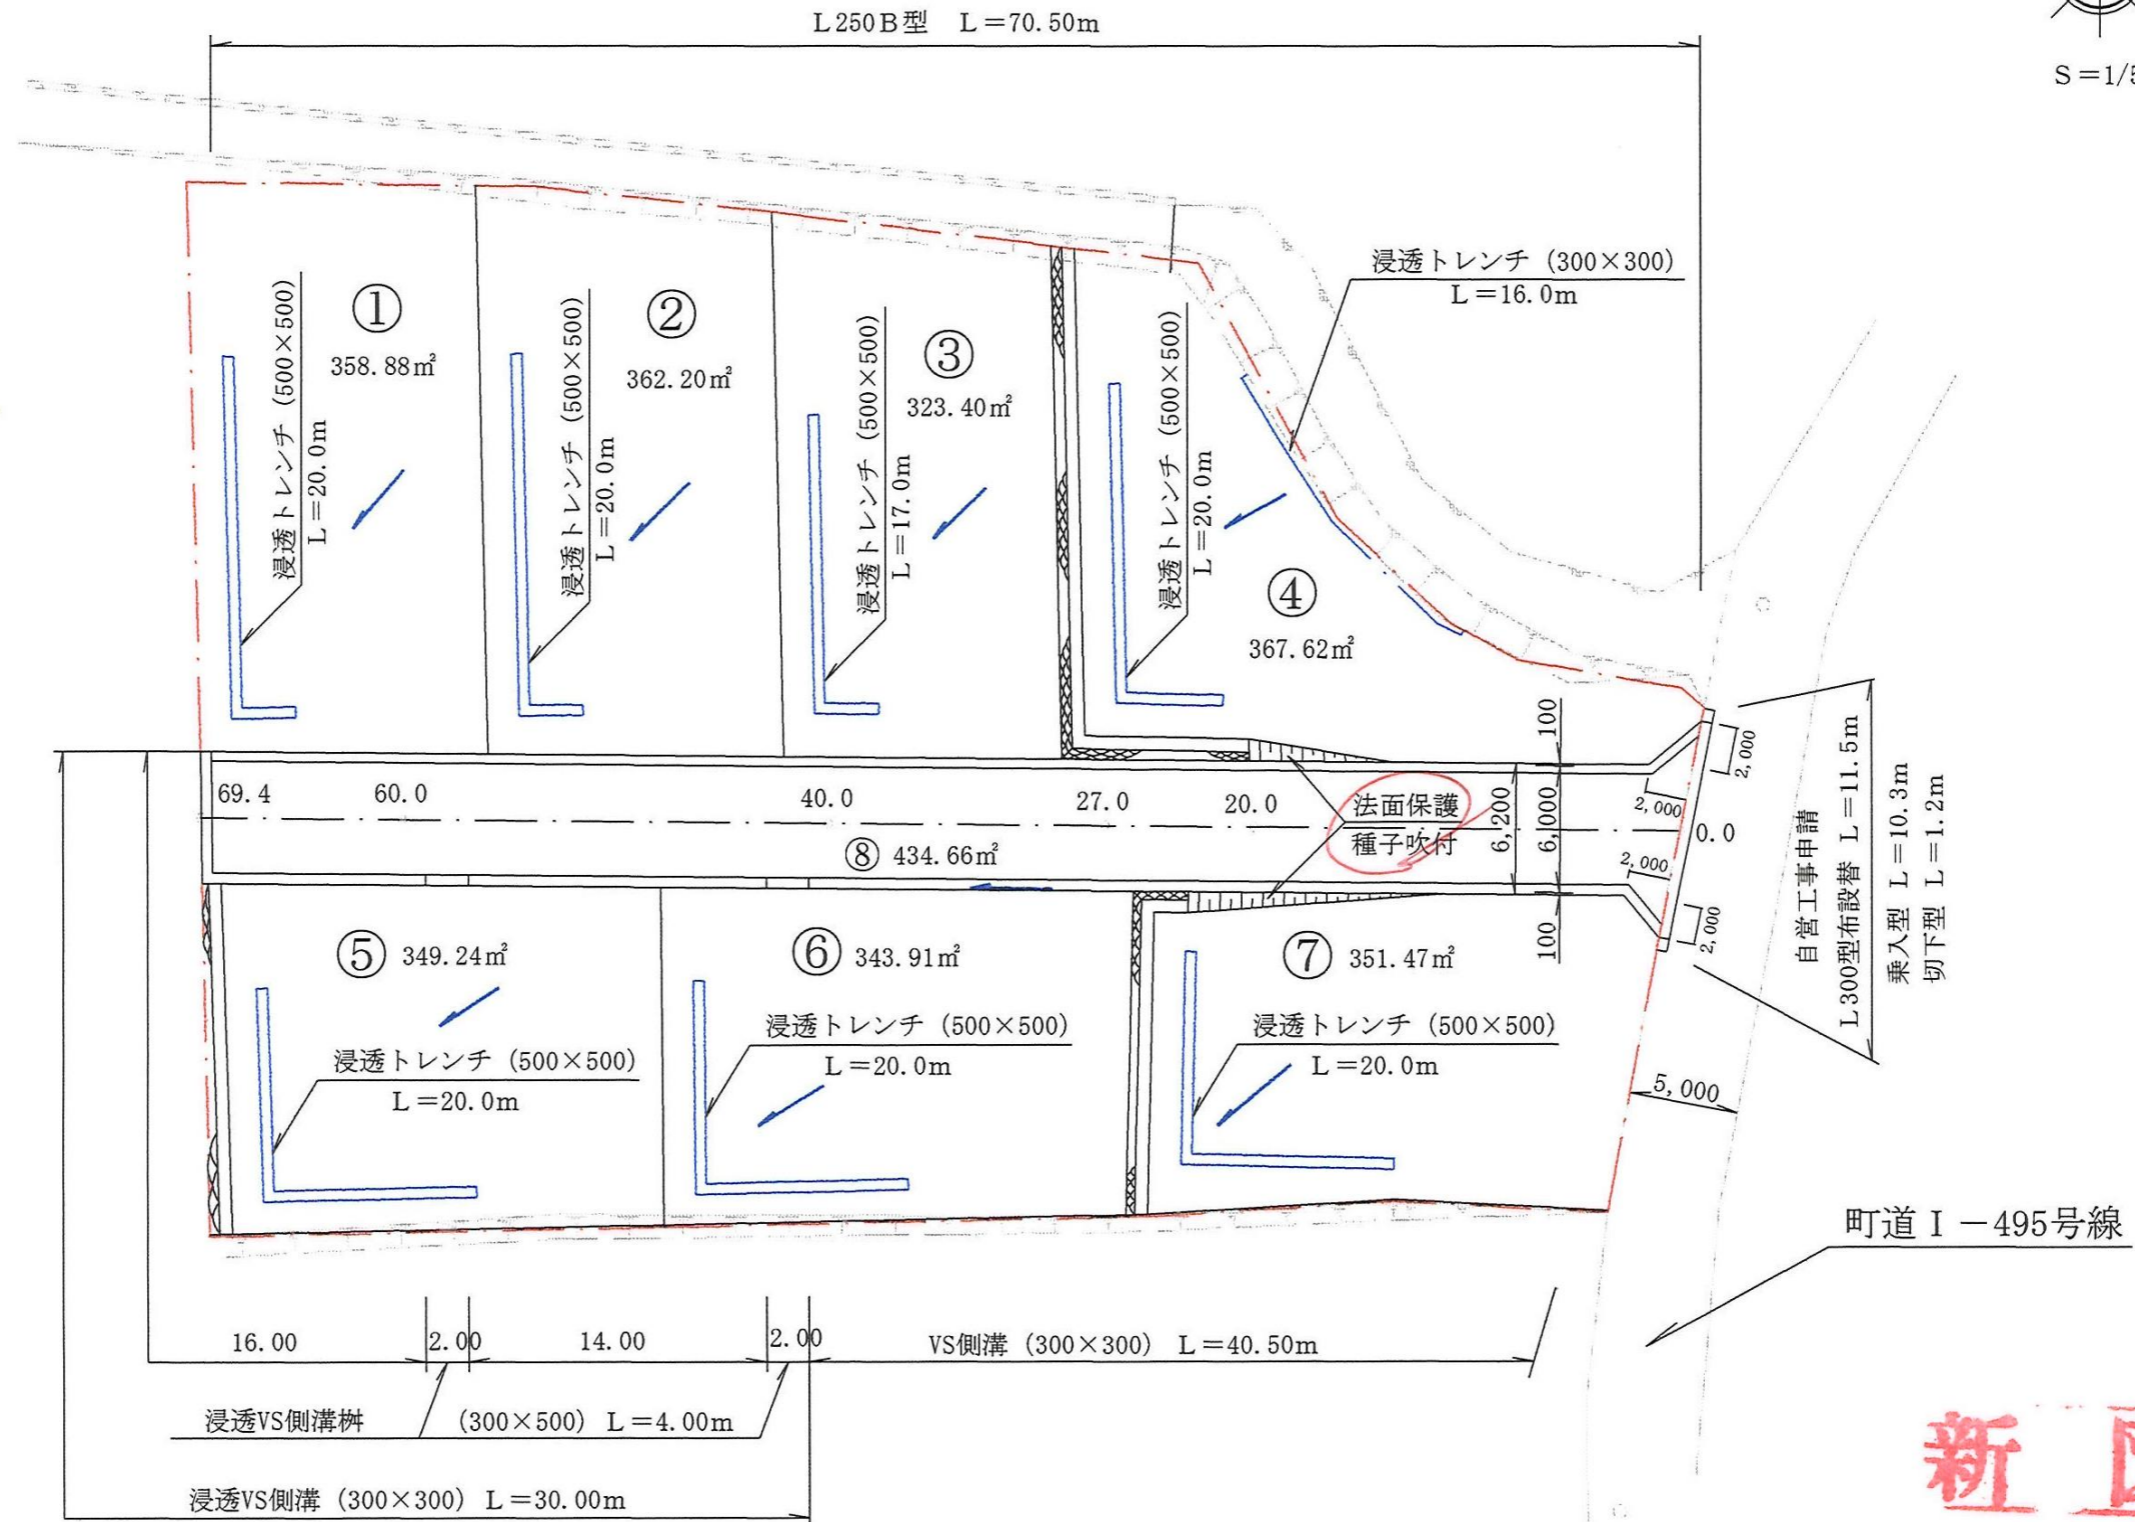 L250B型 L=70.50m
S=1/5
浸透トレンチ (300×300)
L=16.0m
①
358.88㎡
浸透トレンチ (500×500)
L=20.0m
②
362.20㎡
浸透トレンチ (500×500)
L=20.0m
③
323.40㎡
浸透トレンチ (500×500)
L=17.0m
浸透トレンチ (500×500)
L=20.0m
④
367.62㎡
69.4
60.0
40.0
27.0
20.0
0.0
法面保護
種子吹付
⑧ 434.66㎡
100
6,200
6,000
100
2,000
2,000
2,000
2,000
自営工事申請
L300型布設替 L=11.5m
乗入型 L=10.3m
切下型 L=1.2m
⑤ 349.24㎡
浸透トレンチ (500×500)
L=20.0m
⑥ 343.91㎡
浸透トレンチ (500×500)
L=20.0m
⑦ 351.47㎡
浸透トレンチ (500×500)
L=20.0m
5,000
町道I-495号線
16.00
2.00
14.00
2.00
VS側溝 (300×300) L=40.50m
浸透VS側溝桝 (300×500) L=4.00m
浸透VS側溝 (300×300) L=30.00m
新